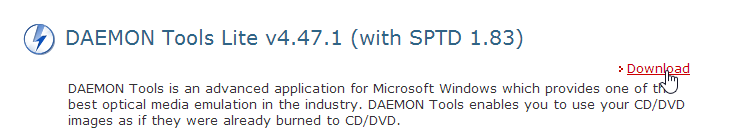 DAEMON Tools Lite v4.47.1 (with SPTD 1.83)
Download
DAEMON Tools is an advanced application for Microsoft Windows which provides one of the
best optical media emulation in the industry. DAEMON Tools enables you to use your CD/DVD
images as if they were already burned to CD/DVD.